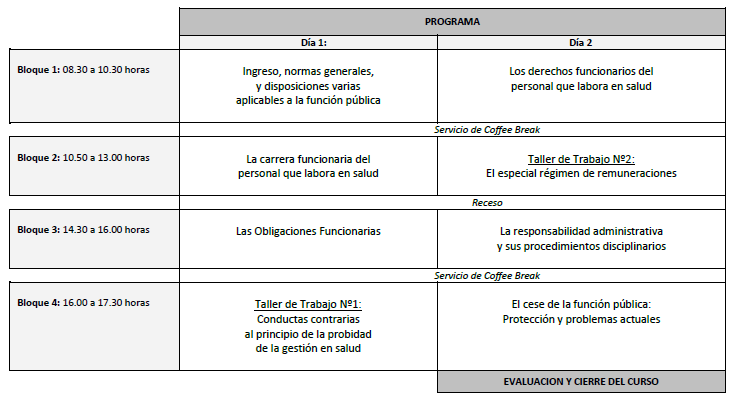 PROGRAMA
Día 1:
Día 2
Bloque 1: 08.30 a 10.30 horas
Ingreso, normas generales,
y disposiciones varias
aplicables a la función pública
Los derechos funcionarios del
personal que labora en salud
Servicio de Coffee Break
Bloque 2: 10.50 a 13.00 horas
La carrera funcionaria del
personal que labora en salud
Taller de Trabajo Nº2:
El especial régimen de remuneraciones
Receso
Bloque 3: 14.30 a 16.00 horas
Las Obligaciones Funcionarias
La responsabilidad administrativa
y sus procedimientos disciplinarios
Servicio de Coffee Break
Bloque 4: 16.00 a 17.30 horas
Taller de Trabajo Nº1:
Conductas contrarias
al principio de la probidad
de la gestión en salud
El cese de la función pública:
Protección y problemas actuales
EVALUACION Y CIERRE DEL CURSO